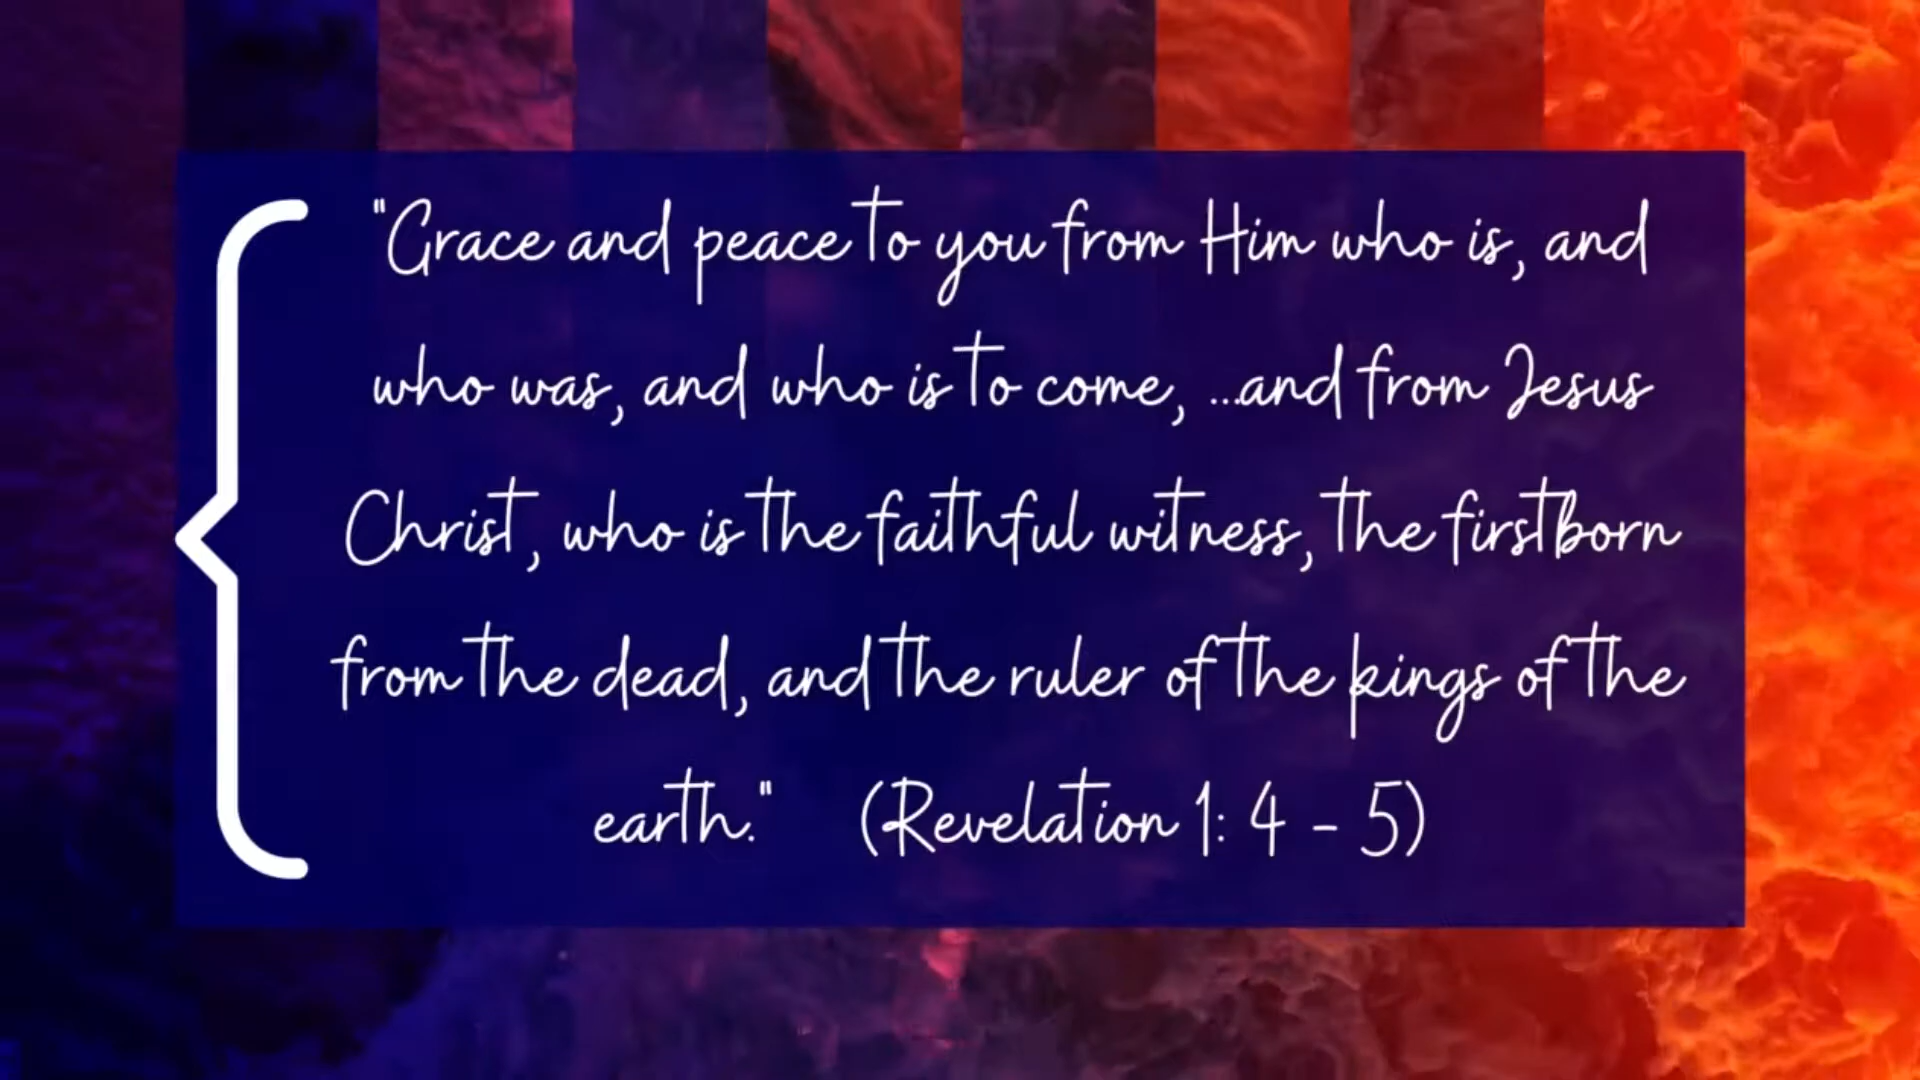 "Grace and peace to you from Him who is, and
who was, and who is to come, ...and from Jesus
Christ, who is the faithful witness, the firstborn
from the dead, and the ruler of the kings of the
earth." (Revelation 1: 4 - 5)